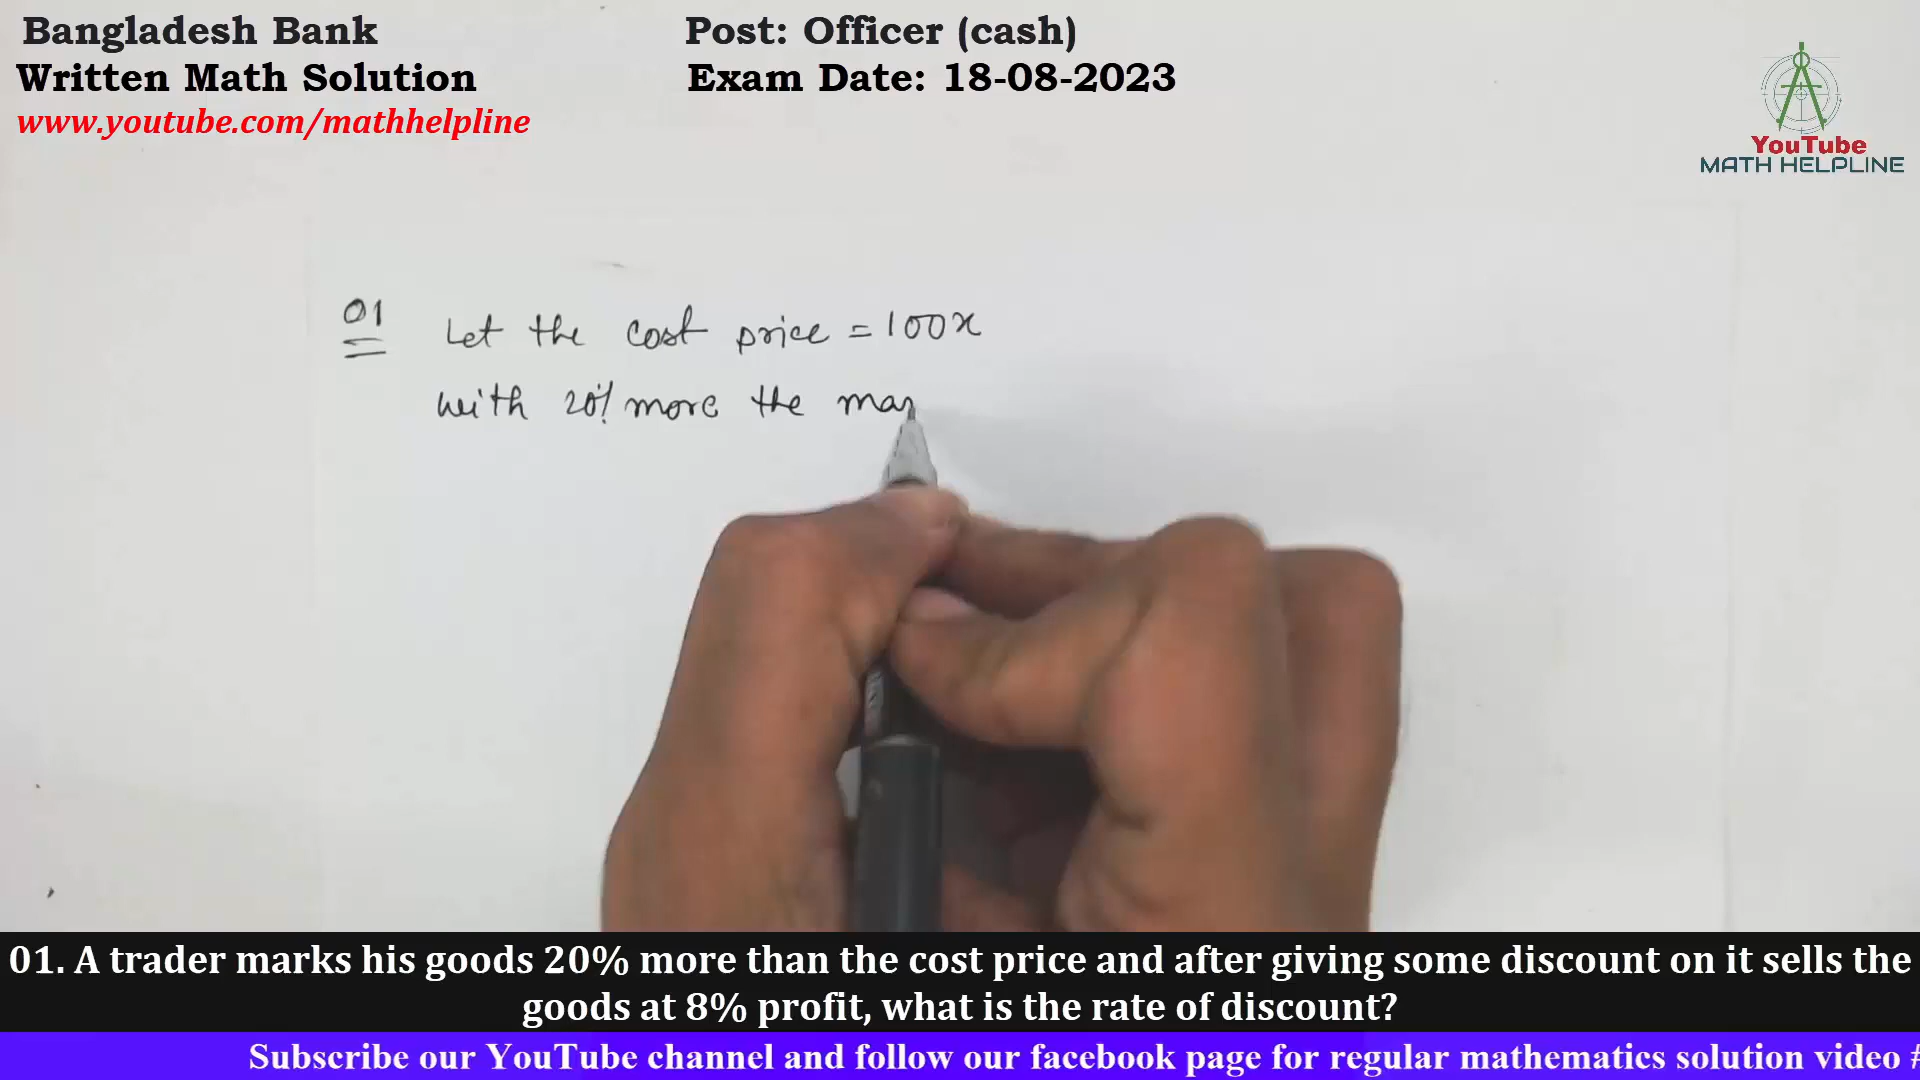 Bangladesh Bank
Post: Officer (cash)
Written Math Solution
Exam Date: 18-08-2023
www.youtube.com/mathhelpline
YouTube
MATH HELPLINE
01 Let the cost price = 100x
with 20% more the mar
01. A trader marks his goods 20% more than the cost price and after giving some discount on it sells the
goods at 8% profit, what is the rate of discount?
Subscribe our YouTube channel and follow our facebook page for regular mathematics solution video #